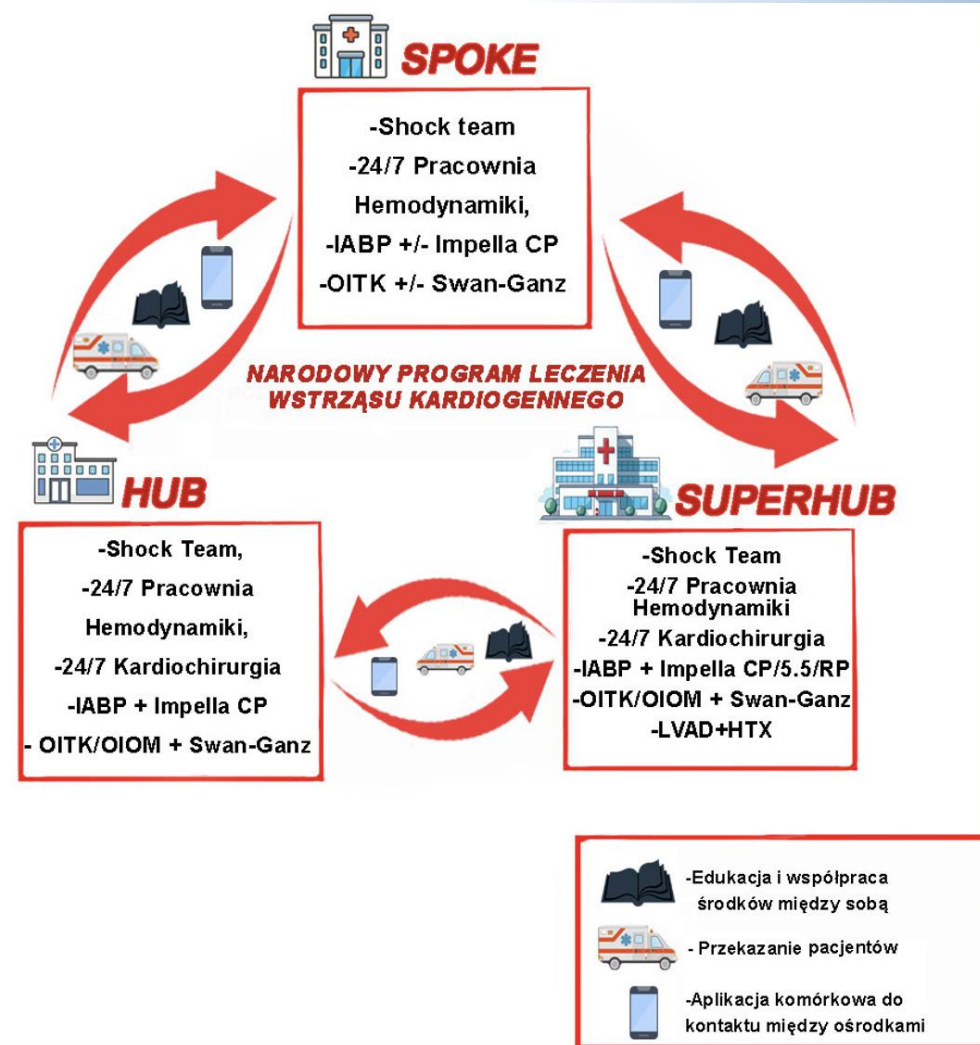 SPOKE
-Shock team
-24/7 Pracownia
Hemodynamiki,
-IABP +/- Impella CP
-OITK +/- Swan-Ganz
NARODOWY PROGRAM LECZENIA
WSTRZĄSU KARDIOGENNEGO
HUB
-Shock Team,
-24/7 Pracownia
Hemodynamiki,
-24/7 Kardiochirurgia
-IABP + Impella CP
- OITK/OIOM + Swan-Ganz
SUPERHUB
-Shock Team
-24/7 Pracownia
Hemodynamiki
-24/7 Kardiochirurgia
-IABP + Impella CP/5.5/RP
-OITK/OIOM + Swan-Ganz
-LVAD+HTX
-Edukacja i współpraca
środków między sobą
- Przekazanie pacjentów
-Aplikacja komórkowa do
kontaktu między ośrodkami